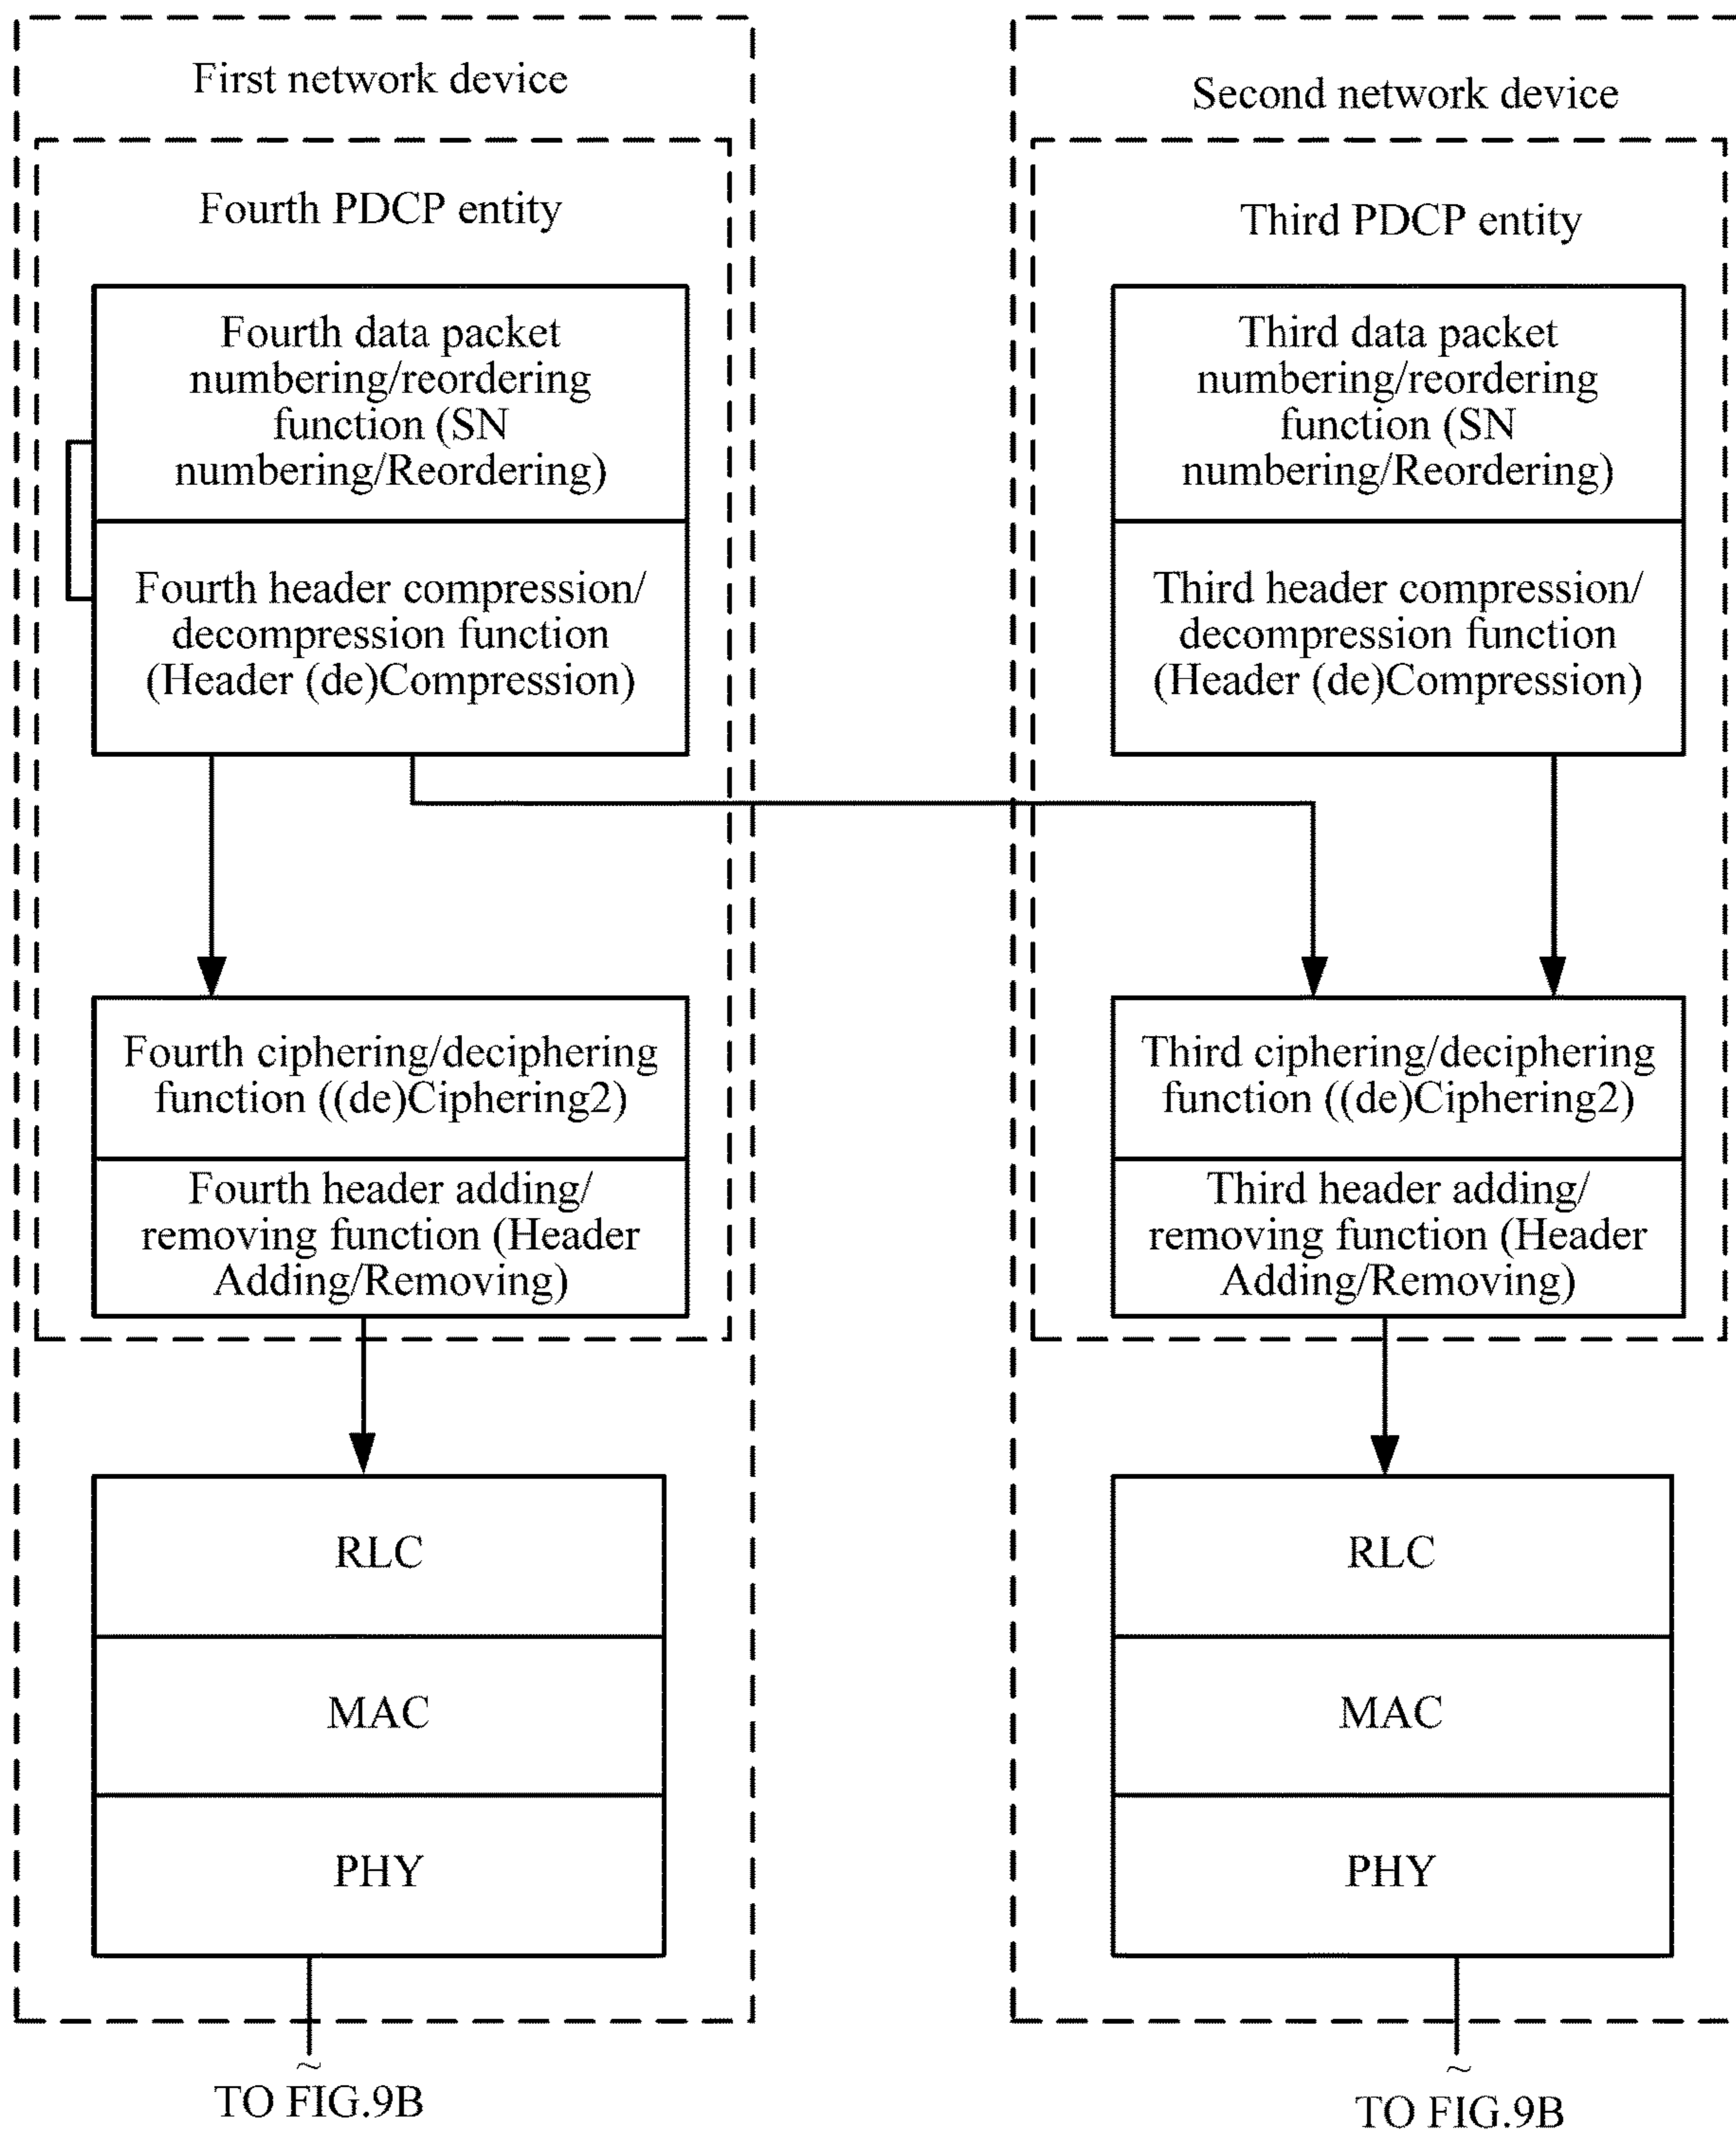 First network device
Fourth PDCP entity
Fourth data packet
numbering/reordering
function (SN
numbering/Reordering)
Fourth header compression/
decompression function
(Header (de)Compression)
Fourth ciphering/deciphering
function ((de)Ciphering2)
Fourth header adding/
removing function (Header
Adding/Removing)
RLC
MAC
PHY
~
TO FIG.9B
Second network device
Third PDCP entity
Third data packet
numbering/reordering
function (SN
numbering/Reordering)
Third header compression/
decompression function
(Header (de)Compression)
Third ciphering/deciphering
function ((de)Ciphering2)
Third header adding/
removing function (Header
Adding/Removing)
RLC
MAC
PHY
~
TO FIG.9B